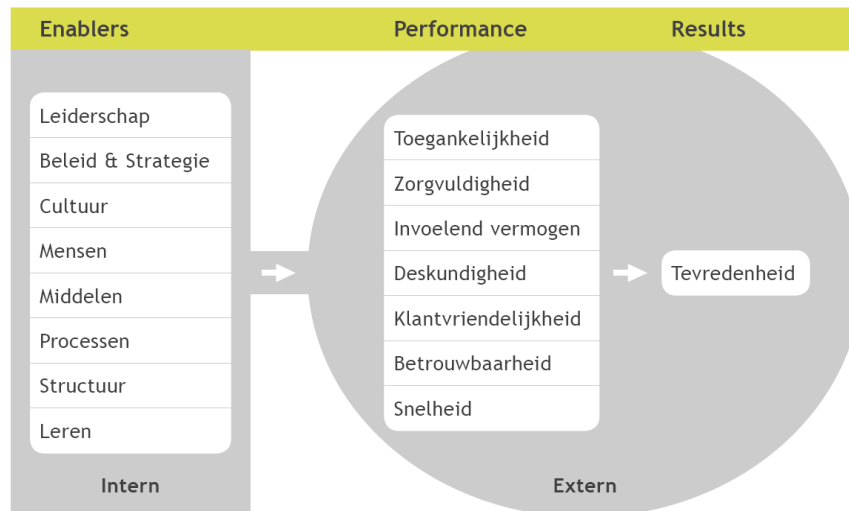 Enablers
Performance
Results
Leiderschap
Beleid & Strategie
Cultuur
Mensen
Middelen
Processen
Structuur
Leren
Intern
Toegankelijkheid
Zorgvuldigheid
Invoelend vermogen
Deskundigheid
Klantvriendelijkheid
Betrouwbaarheid
Snelheid
Tevredenheid
Extern